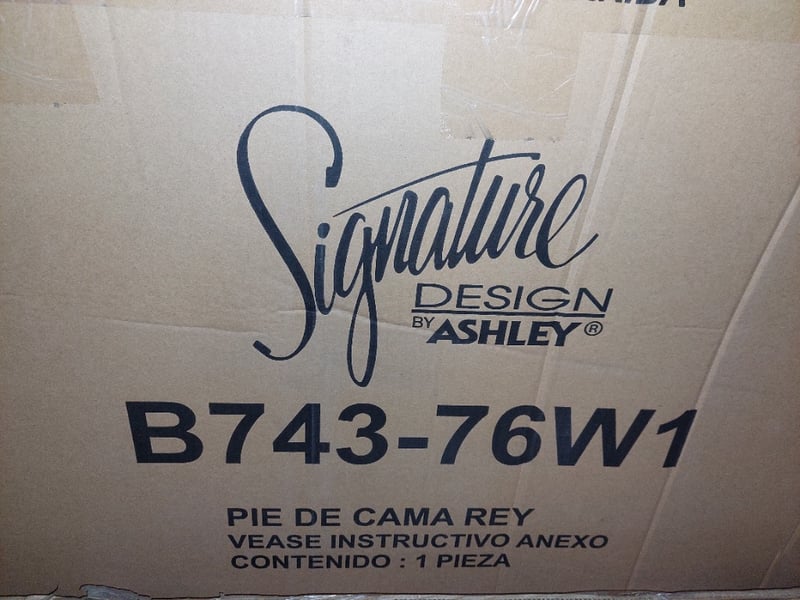 Signature
DESIGN
BY ASHLEY®
B743-76W1
PIE DE CAMA REY
VEASE INSTRUCTIVO ANEXO
CONTENIDO : 1 PIEZA